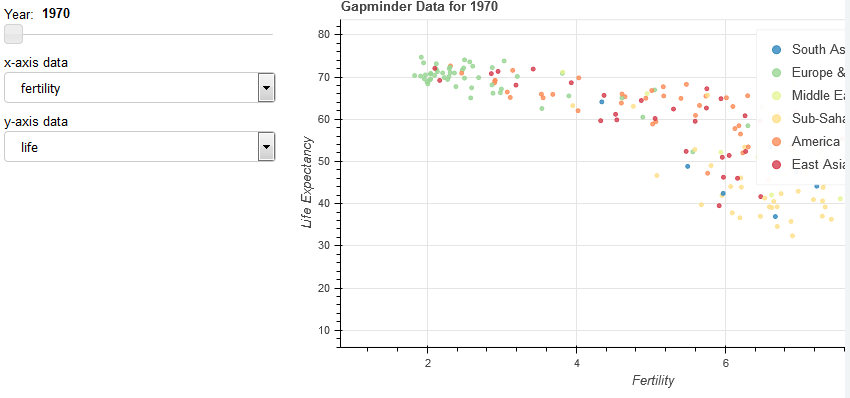 Year: 1970
x-axis data
fertility
y-axis data
life
Gapminder Data for 1970
80
70
60
50
40
30
20
10
Life Expectancy
2
4
6
Fertility
South As
Europe &
Middle Ea
Sub-Saha
America
East Asia